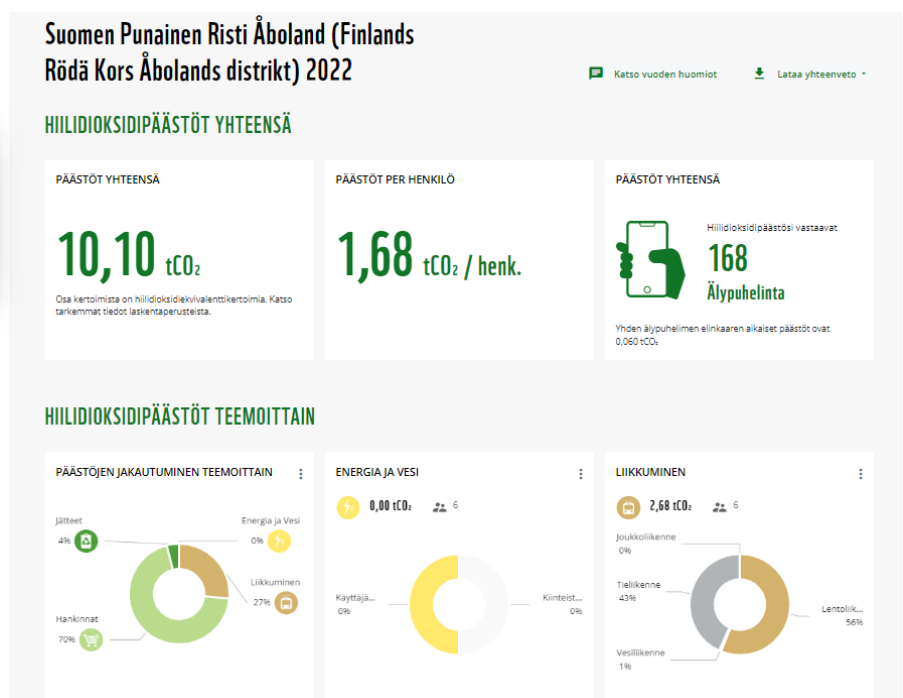 Suomen Punainen Risti Åboland (Finlands
Rödä Kors Åbolands distrikt) 2022
Katso vuoden huomiot
Lataa yhteenveto
HIILIDIOKSIDIPÄÄSTÖT YHTEENSÄ
PÄÄSTÖT YHTEENSÄ
10,10 tCO₂
Osa kertoimista on hiilidioksidiekvivalenttikertoimia. Katso
tarkemmat tiedot laskentaperusteista.
PÄÄSTÖT PER HENKILÖ
1,68 tCO₂ / henk.
PÄÄSTÖT YHTEENSÄ
Hiilidioksidipäästösi vastaavat
168
Älypuhelinta
Yhden älypuhelimen elinkaaren aikaiset päästöt ovat
0,060 tCO₂
HIILIDIOKSIDIPÄÄSTÖT TEEMOITTAIN
PÄÄSTÖJEN JAKAUTUMINEN TEEMOITTAIN
Jätteet
4%
Energia ja Vesi
0%
Liikkuminen
27%
Hankinnat
70%
ENERGIA JA VESI
0,00 tCO₂ 6
Käyttäjä...
0%
Kiinteist...
0%
LIIKKUMINEN
2,68 tCO₂ 6
Joukkoliikenne
0%
Tieliikenne
43%
Lentoliik...
56%
Vesiliikenne
1%